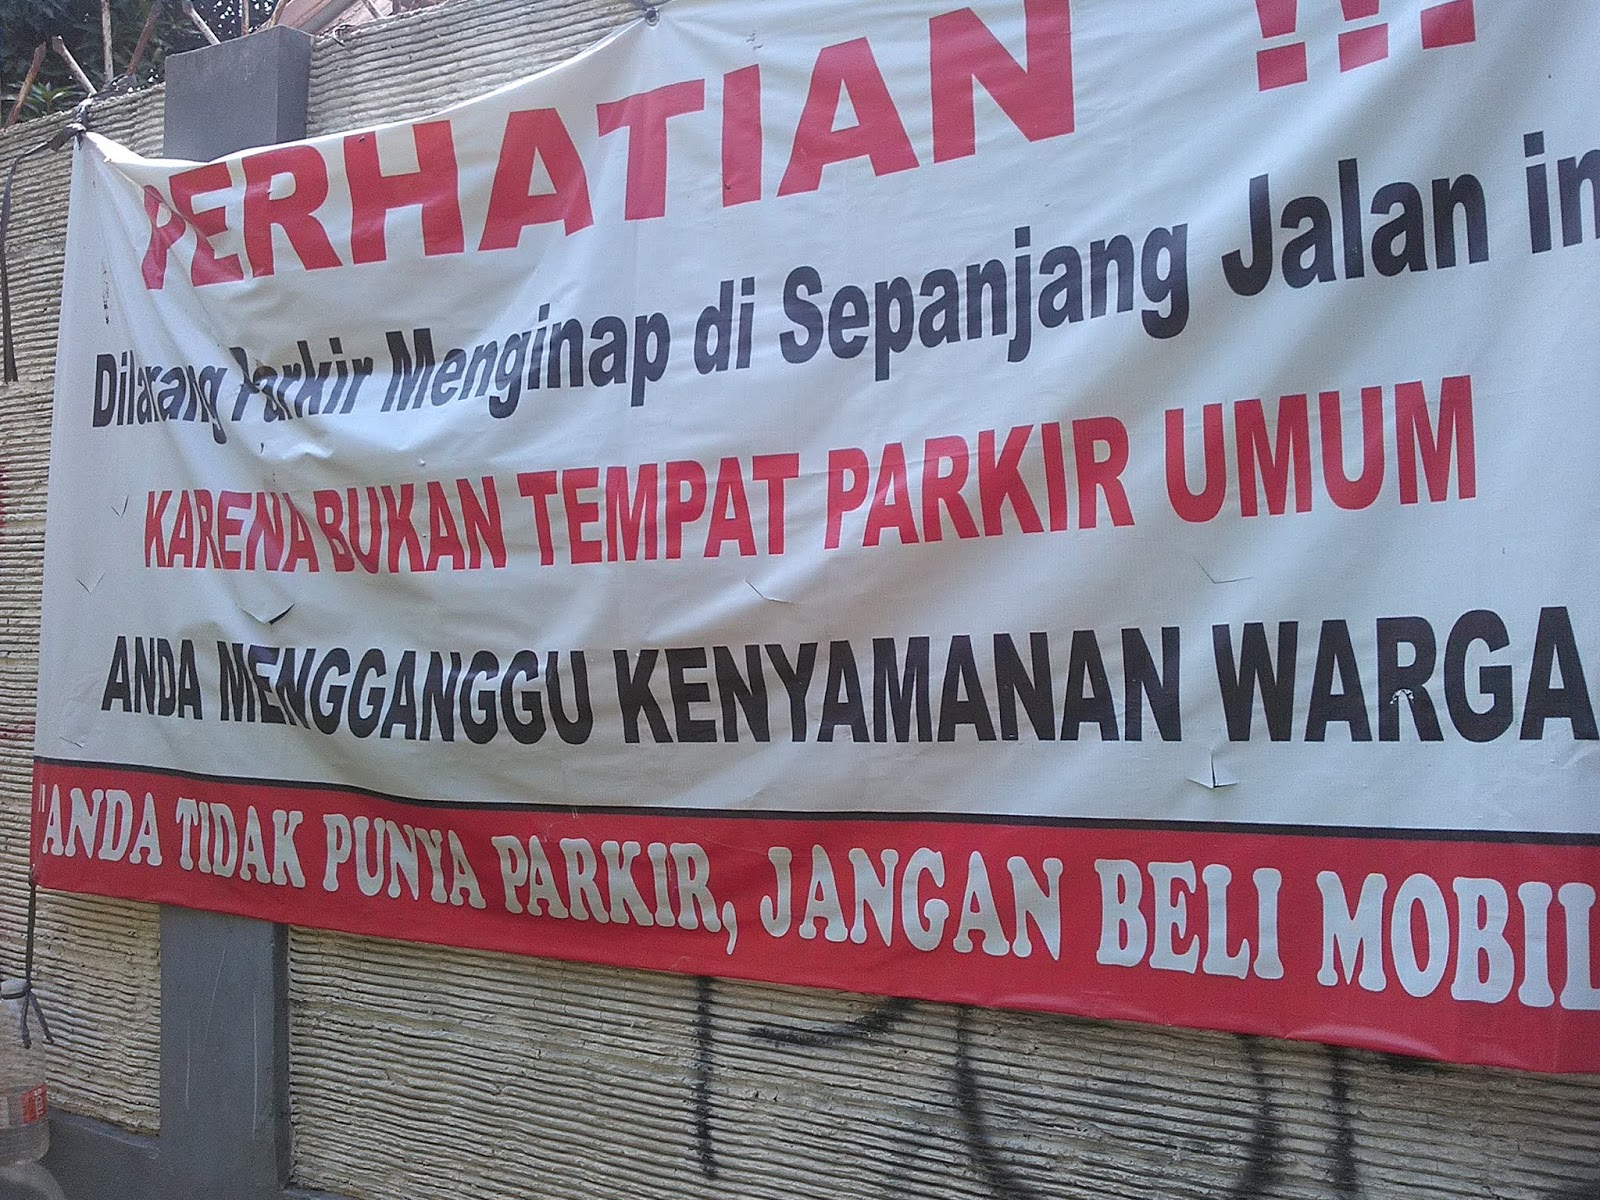 PERHATIAN !!!
Dilarang Parkir Menginap di Sepanjang Jalan in
KARENA BUKAN TEMPAT PARKIR UMUM
ANDA MENGGANGGU KENYAMANAN WARGA
"ANDA TIDAK PUNYA PARKIR, JANGAN BELI MOBIL